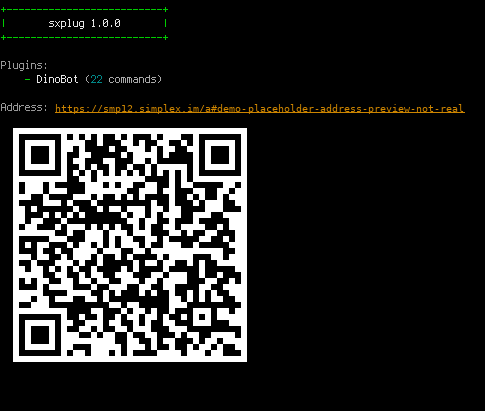 sxplug 1.0.0
Plugins:
- DinoBot (22 commands)
Address: https://smp12.simplex.im/a#demo-placeholder-address-preview-not-real